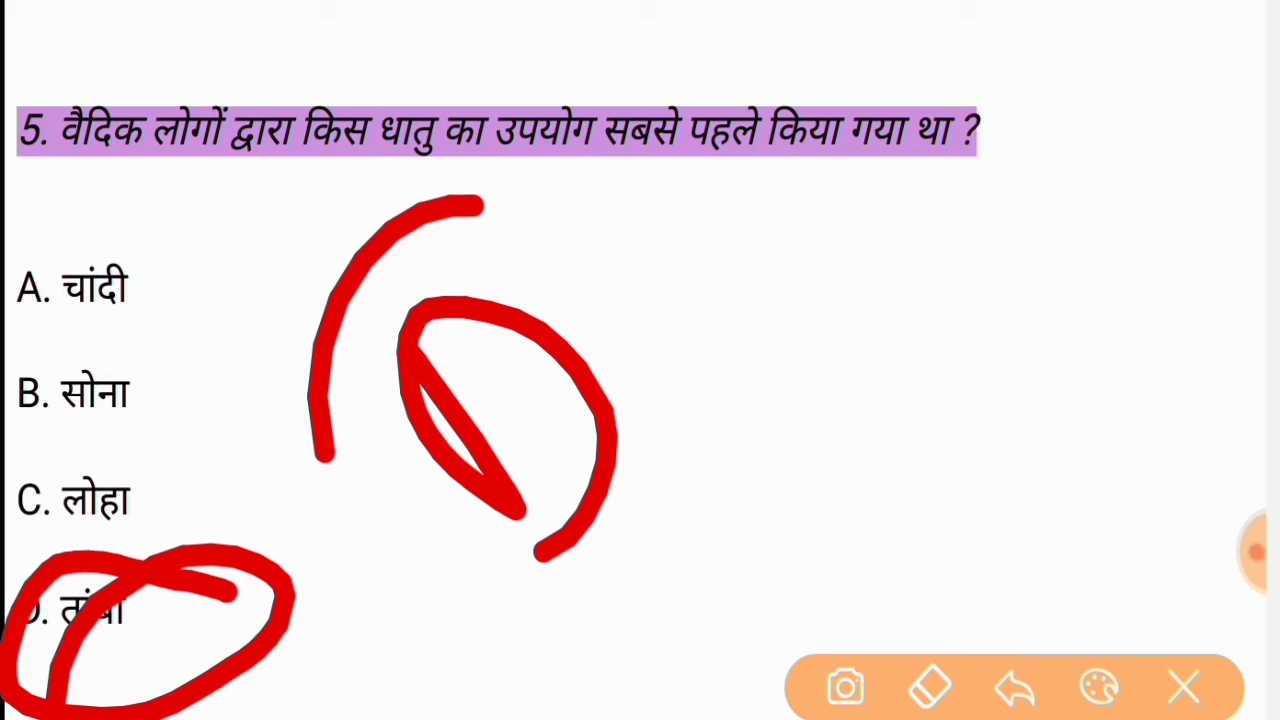 5. वैदिक लोगों द्वारा किस धातु का उपयोग सबसे पहले किया गया था ?
A. चांदी
B. सोना
C. लोहा
D. तांबा